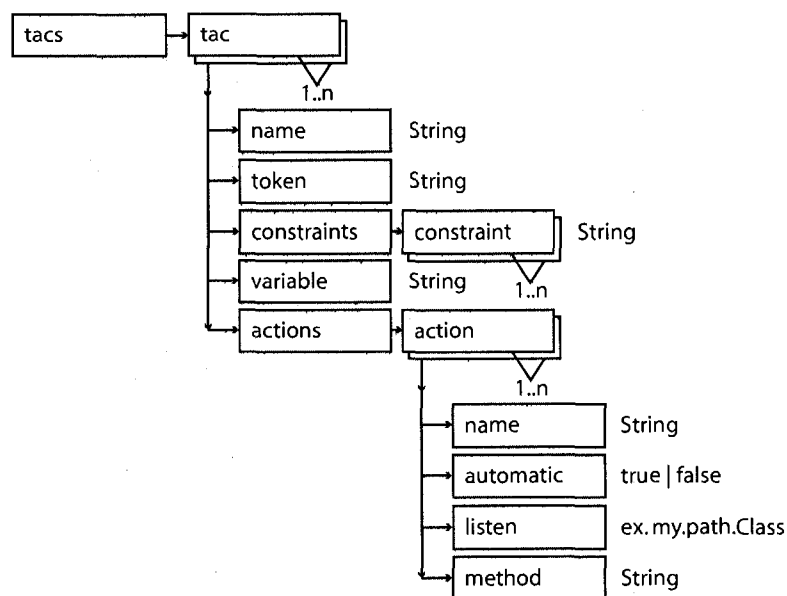 tacs tac
1..n
name String
token String
constraints constraint String
variable String 1..n
actions action
1..n
name String
automatic true | false
listen ex. my.path.Class
method String